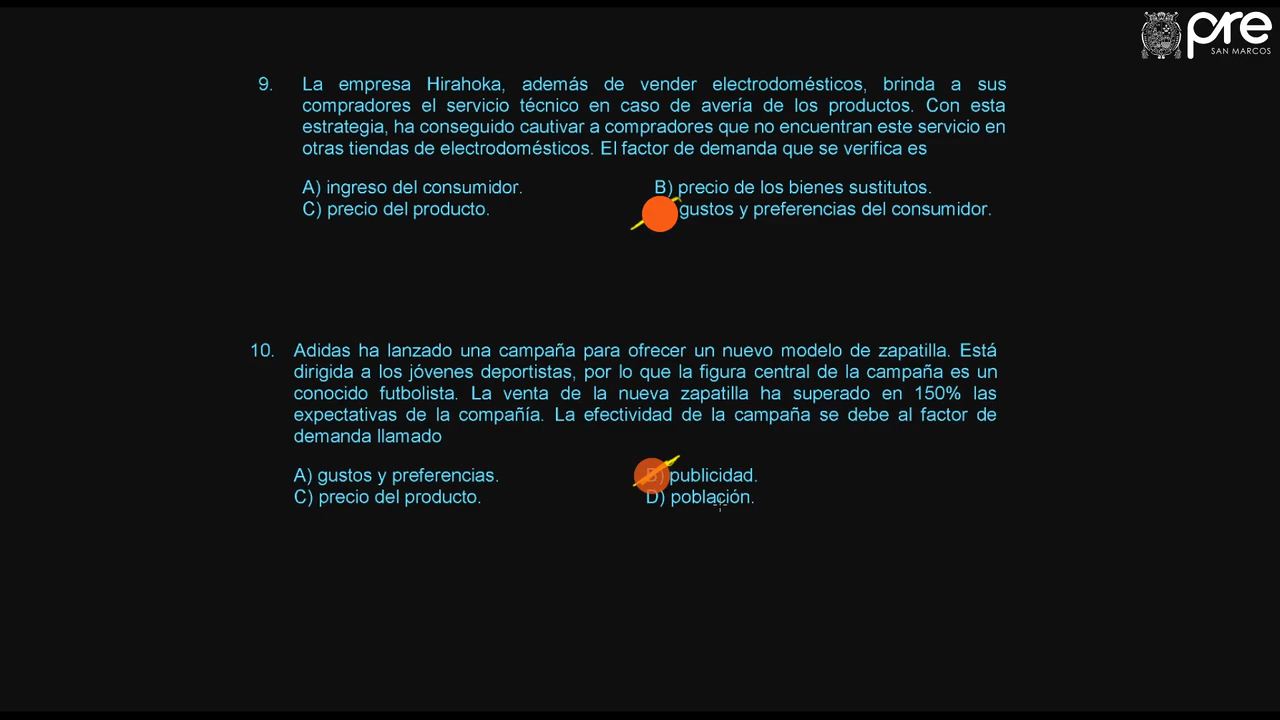 pre
SAN MARCOS
9. La empresa Hirahoka, además de vender electrodomésticos, brinda a sus
compradores el servicio técnico en caso de avería de los productos. Con esta
estrategia, ha conseguido cautivar a compradores que no encuentran este servicio en
otras tiendas de electrodomésticos. El factor de demanda que se verifica es
A) ingreso del consumidor. B) precio de los bienes sustitutos.
C) precio del producto. gustos y preferencias del consumidor.
10. Adidas ha lanzado una campaña para ofrecer un nuevo modelo de zapatilla. Está
dirigida a los jóvenes deportistas, por lo que la figura central de la campaña es un
conocido futbolista. La venta de la nueva zapatilla ha superado en 150% las
expectativas de la compañía. La efectividad de la campaña se debe al factor de
demanda llamado
A) gustos y preferencias. B) publicidad.
C) precio del producto. D) población.